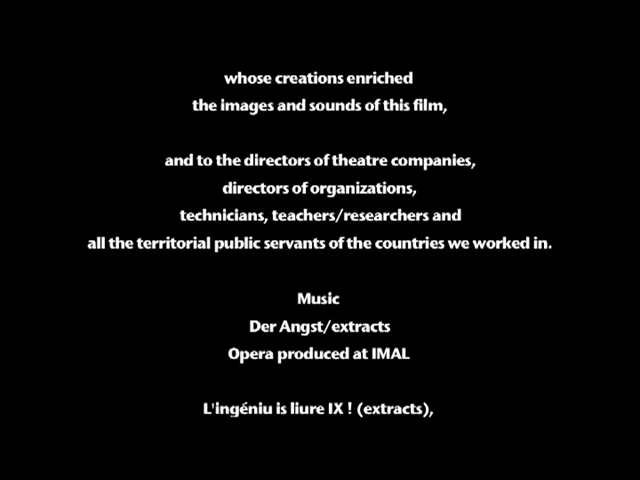 whose creations enriched
the images and sounds of this film,
and to the directors of theatre companies,
directors of organizations,
technicians, teachers/researchers and
all the territorial public servants of the countries we worked in.
Music
Der Angst/extracts
Opera produced at IMAL
L'ingéniu is liure IX ! (extracts),